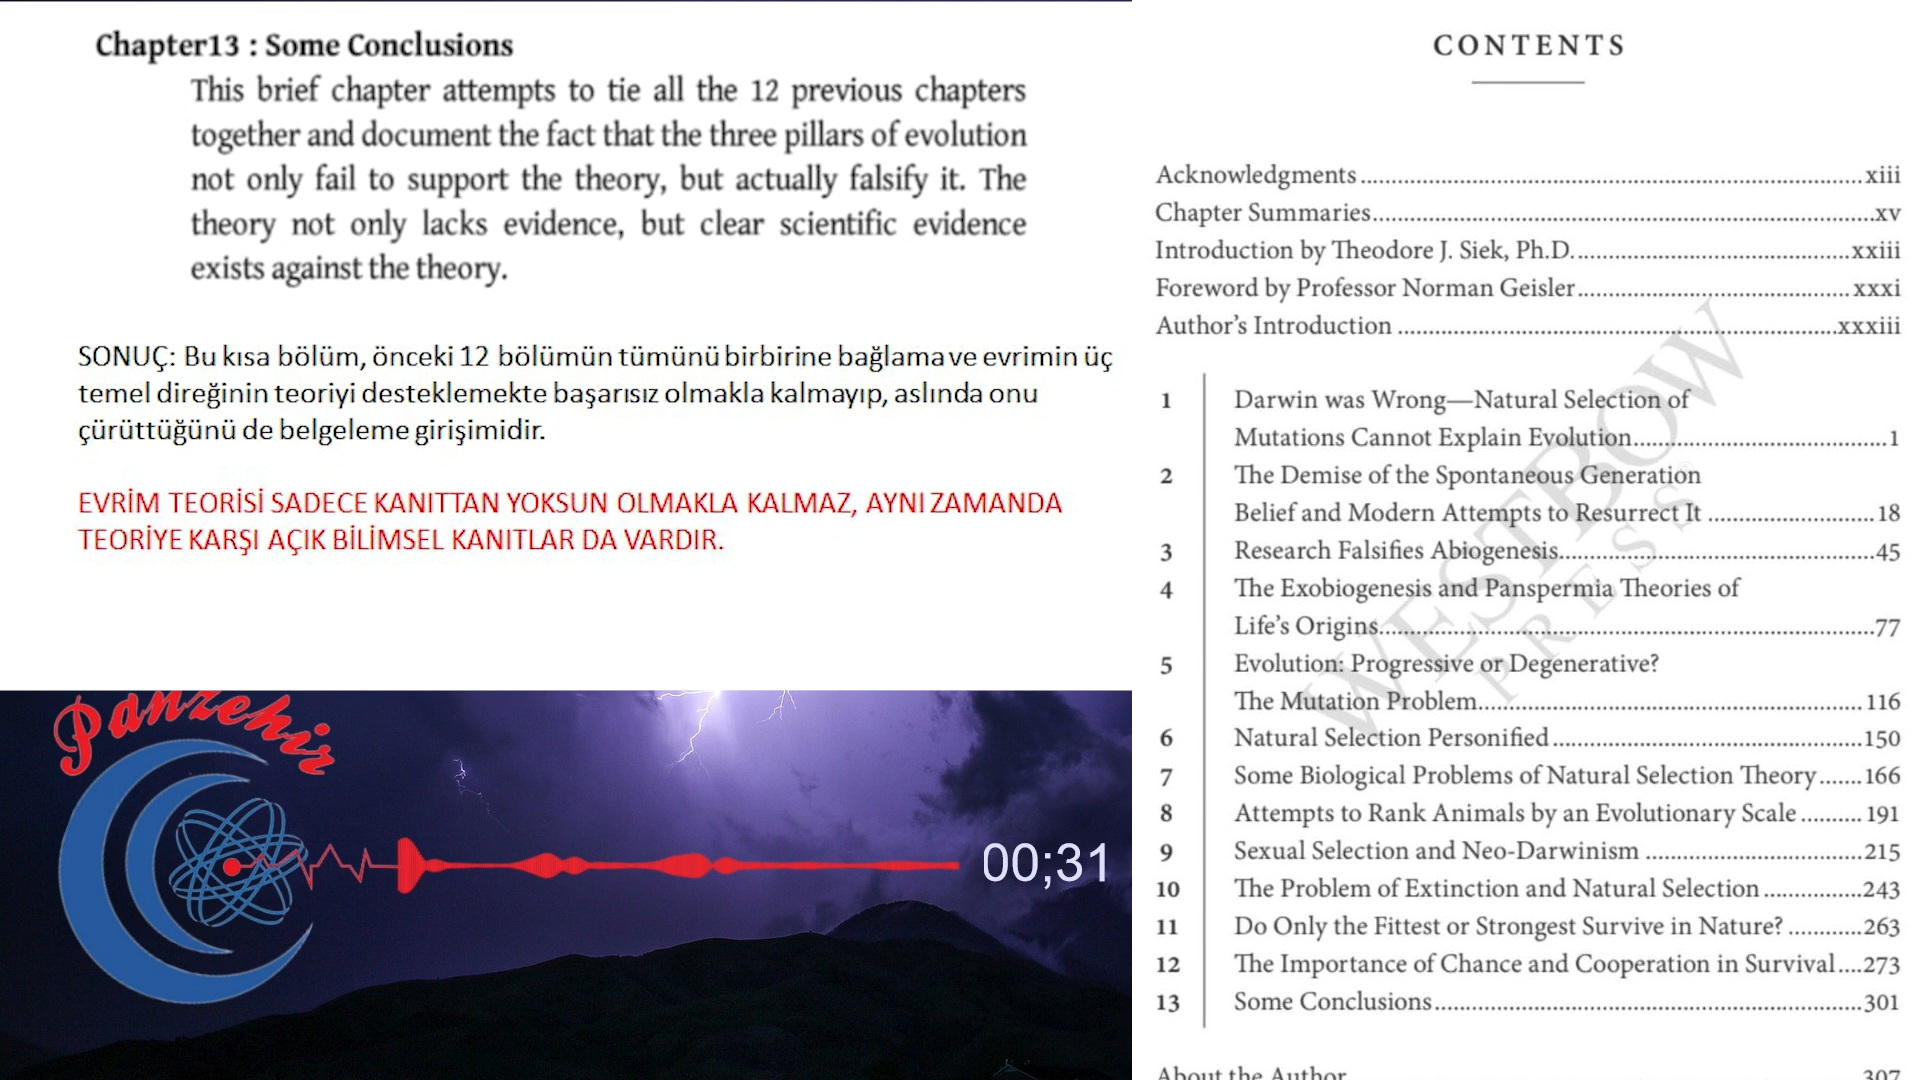 Chapter13 : Some Conclusions
This brief chapter attempts to tie all the 12 previous chapters
together and document the fact that the three pillars of evolution
not only fail to support the theory, but actually falsify it. The
theory not only lacks evidence, but clear scientific evidence
exists against the theory.
SONUÇ: Bu kısa bölüm, önceki 12 bölümün tümünü birbirine bağlama ve evrimin üç
temel direğinin teoriyi desteklemekte başarısız olmakla kalmayıp, aslında onu
çürüttüğünü de belgeleme girişimidir.
EVRİM TEORİSİ SADECE KANITTAN YOKSUN OLMAKLA KALMAZ, AYNI ZAMANDA
TEORİYE KARŞI AÇIK BİLİMSEL KANITLAR DA VARDIR.
Panzehir
00;31
CONTENTS
Acknowledgments ... xiii
Chapter Summaries ... xv
Introduction by Theodore J. Siek, Ph.D. ... xxiii
Foreword by Professor Norman Geisler ... xxxi
Author's Introduction ... xxxiii
1 Darwin was Wrong—Natural Selection of
Mutations Cannot Explain Evolution ... 1
2 The Demise of the Spontaneous Generation
Belief and Modern Attempts to Resurrect It ... 18
3 Research Falsifies Abiogenesis ... 45
4 The Exobiogenesis and Panspermia Theories of
Life's Origins ... 77
5 Evolution: Progressive or Degenerative?
The Mutation Problem ... 116
6 Natural Selection Personified ... 150
7 Some Biological Problems of Natural Selection Theory ... 166
8 Attempts to Rank Animals by an Evolutionary Scale ... 191
9 Sexual Selection and Neo-Darwinism ... 215
10 The Problem of Extinction and Natural Selection ... 243
11 Do Only the Fittest or Strongest Survive in Nature? ... 263
12 The Importance of Chance and Cooperation in Survival ... 273
13 Some Conclusions ... 301
About the Author ... 307
WESTBOW
PRESS